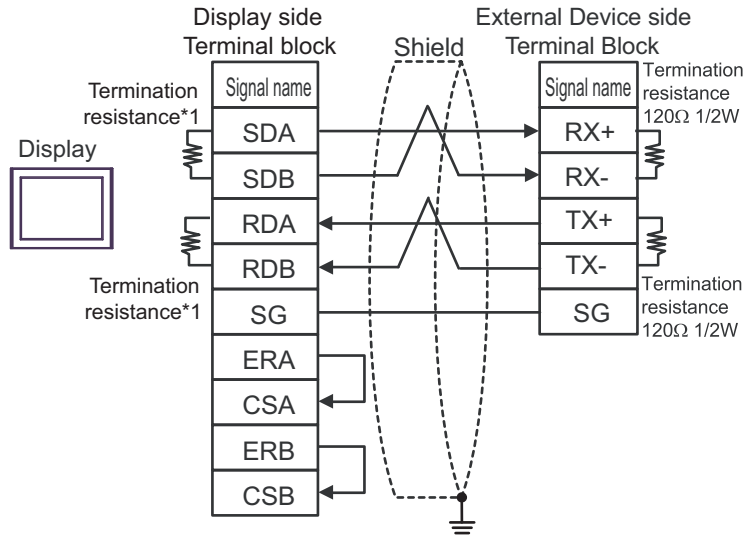 Display side
Terminal block
Shield
External Device side
Terminal Block
Display
Termination
resistance*1
Termination
resistance*1
Signal name
SDA
SDB
RDA
RDB
SG
ERA
CSA
ERB
CSB
Signal name
RX+
RX-
TX+
TX-
SG
Termination
resistance
120Ω 1/2W
Termination
resistance
120Ω 1/2W